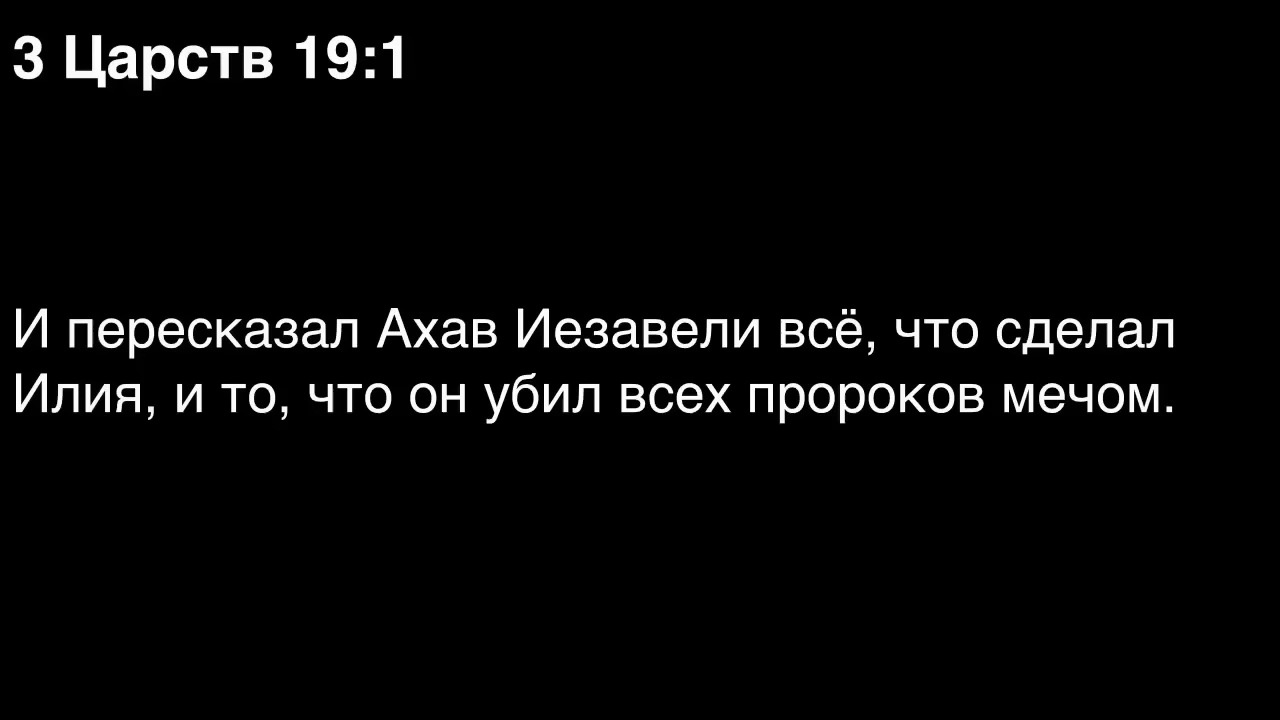 3 Царств 19:1
И пересказал Ахав Иезавели всё, что сделал
Илия, и то, что он убил всех пророков мечом.